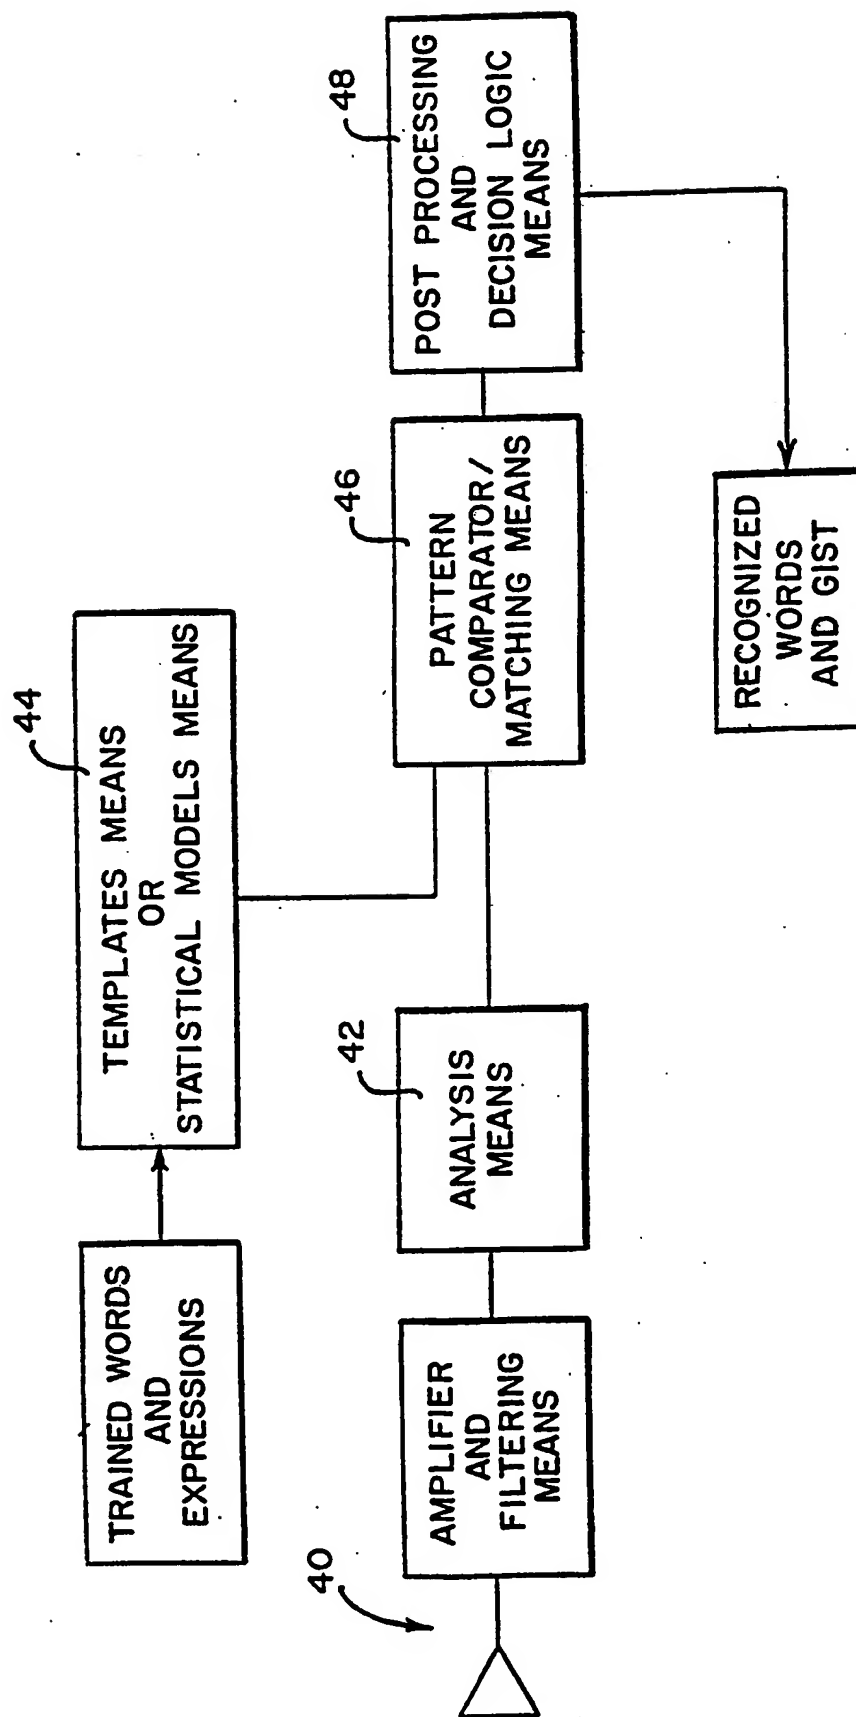 TRAINED WORDS
AND
EXPRESSIONS
44
TEMPLATES MEANS
OR
STATISTICAL MODELS MEANS
40
AMPLIFIER
AND
FILTERING
MEANS
42
ANALYSIS
MEANS
46
PATTERN
COMPARATOR/
MATCHING MEANS
48
POST PROCESSING
AND
DECISION LOGIC
MEANS
RECOGNIZED
WORDS
AND GIST